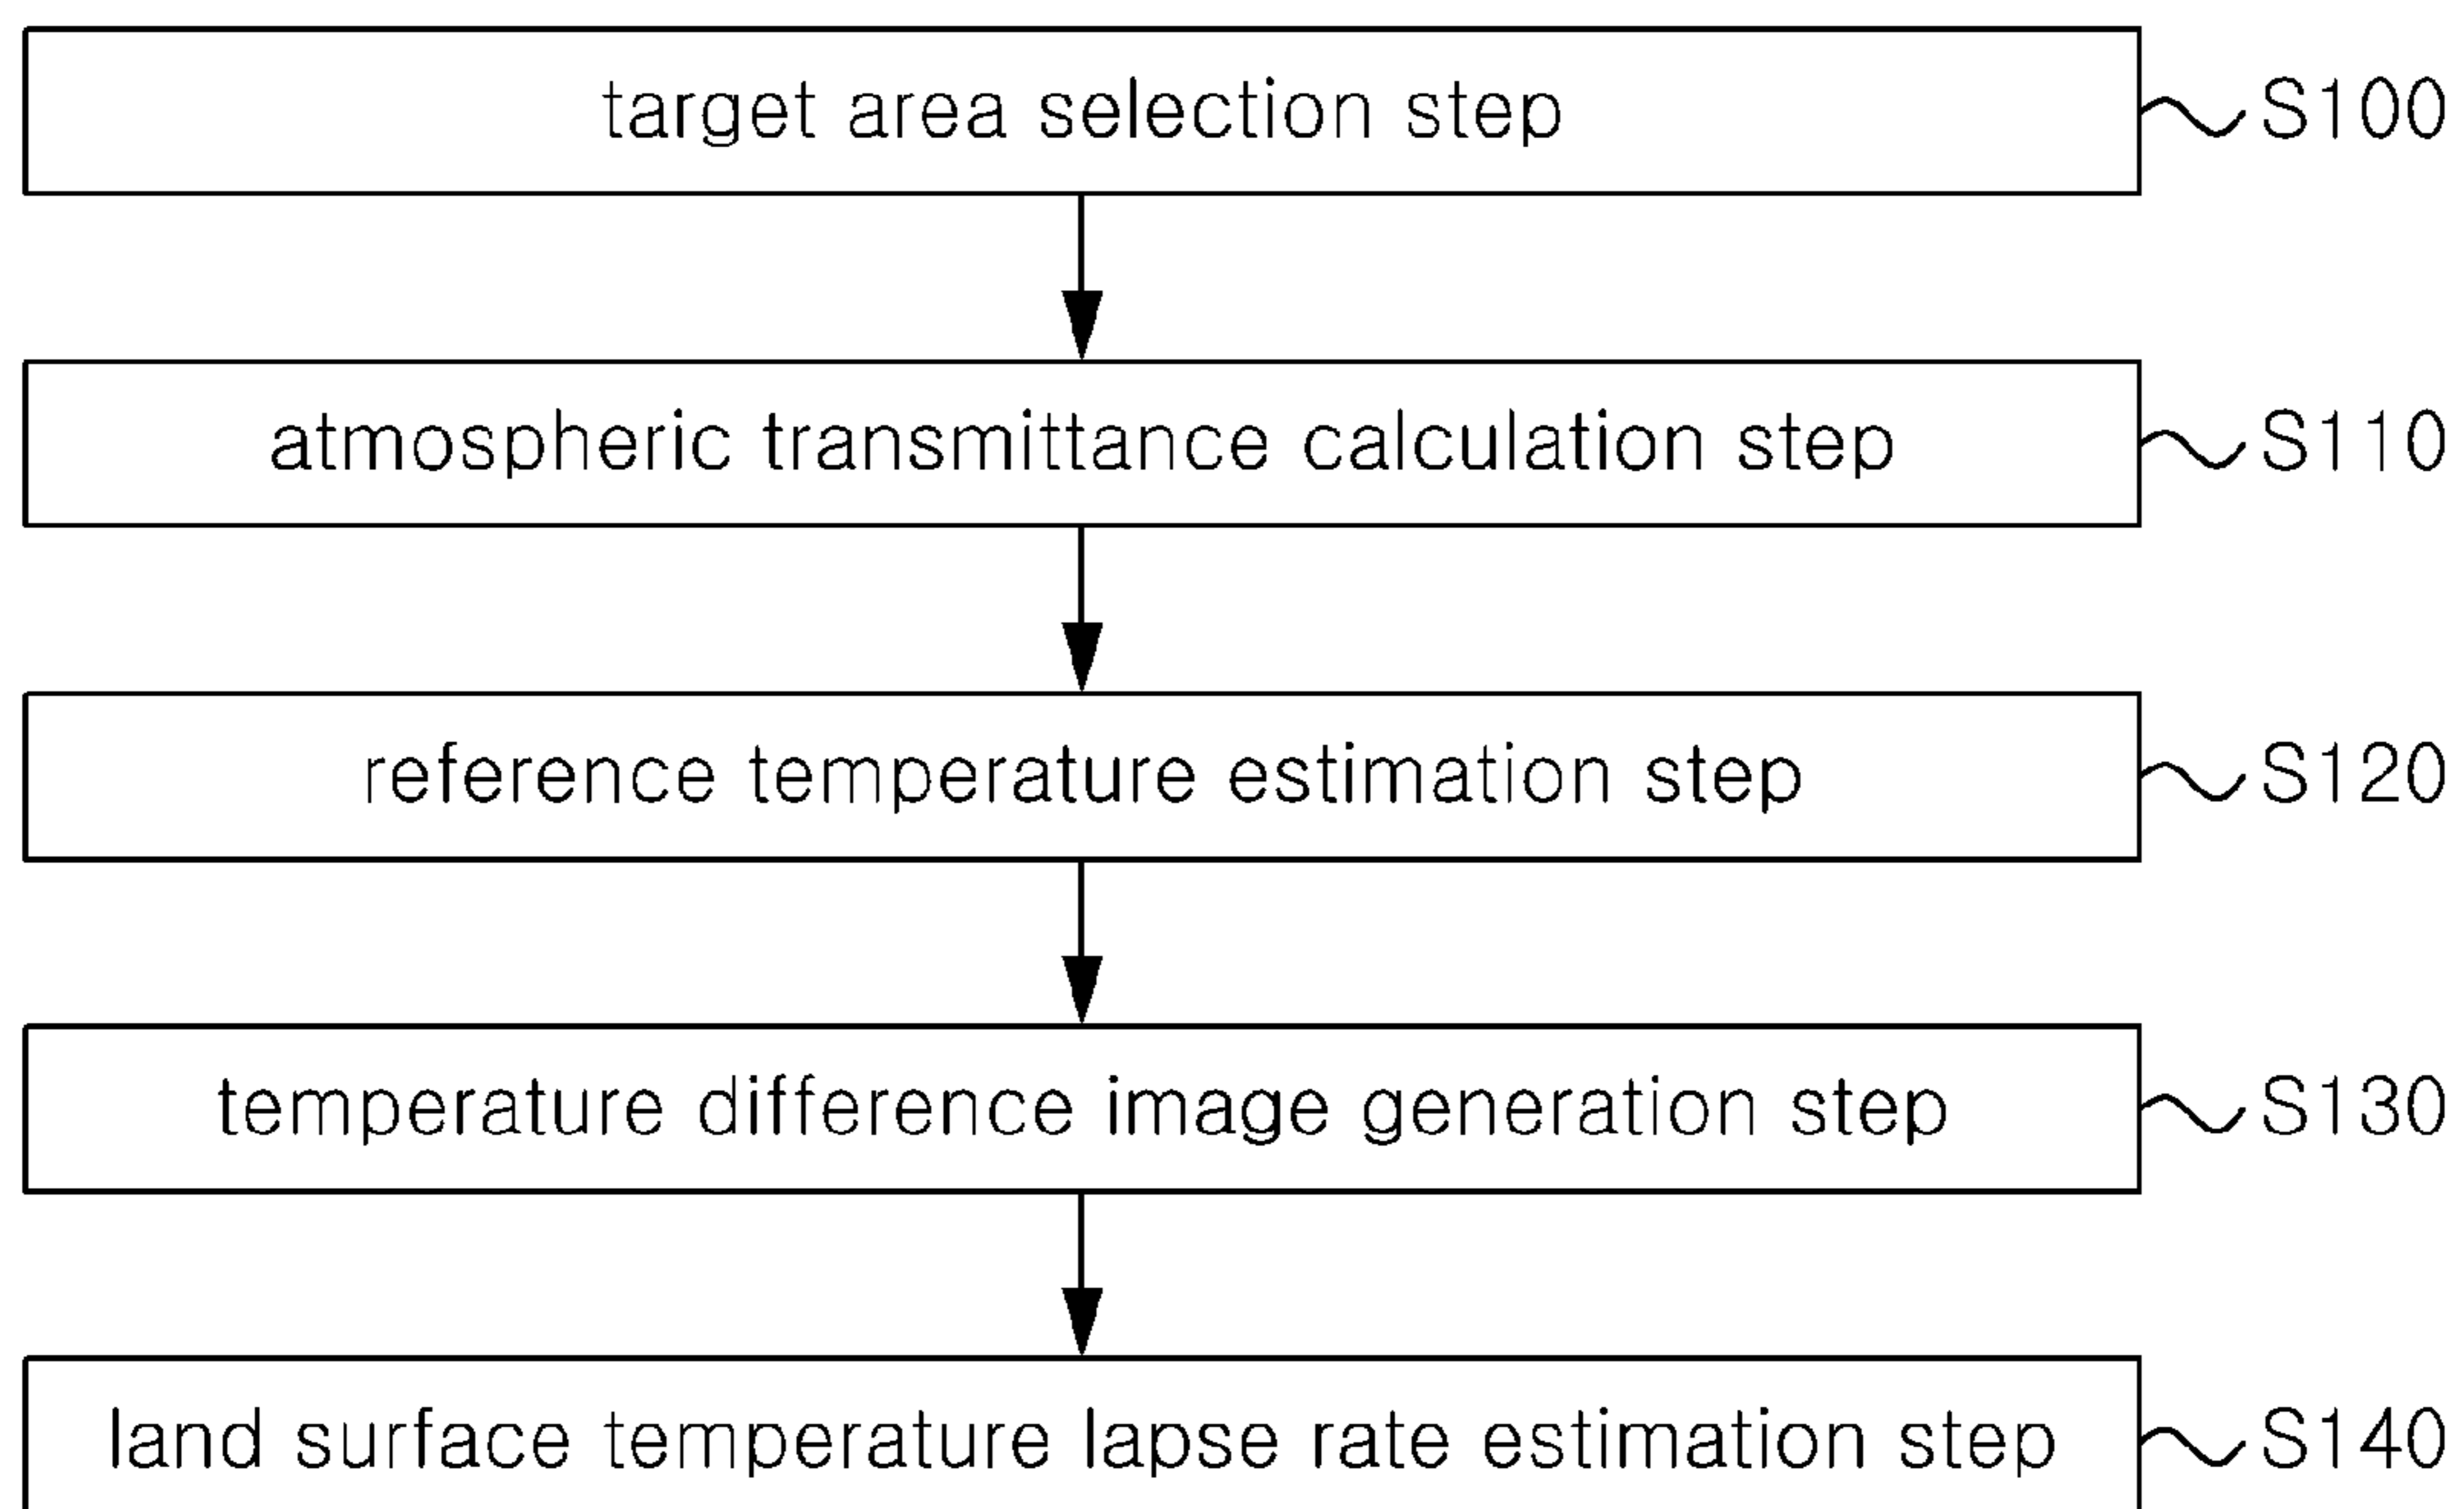 target area selection step S100
atmospheric transmittance calculation step S110
reference temperature estimation step S120
temperature difference image generation step S130
land surface temperature lapse rate estimation step S140